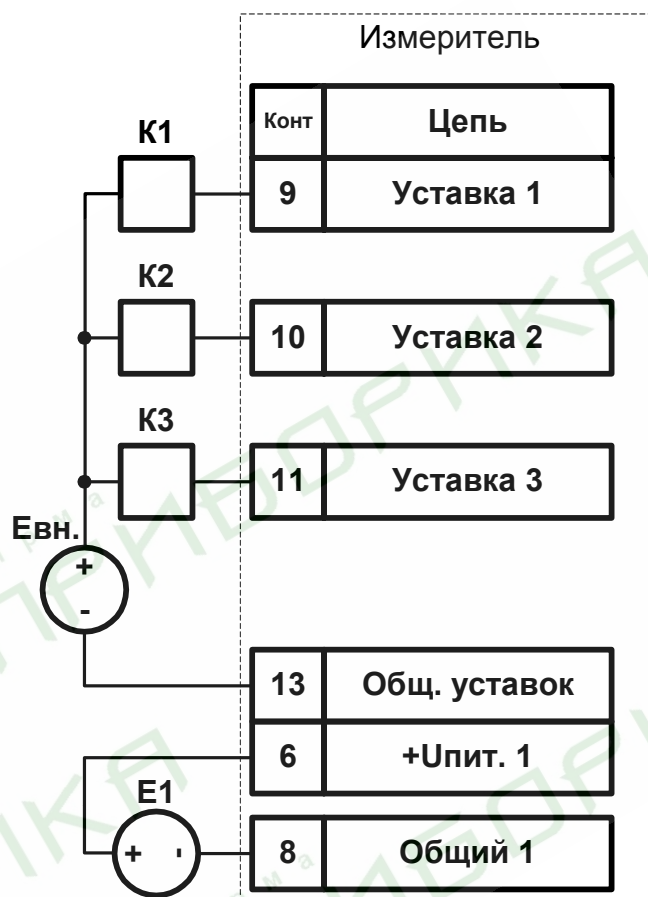 Измеритель
Конт Цепь
К1
9 Уставка 1
К2
10 Уставка 2
К3
11 Уставка 3
Евн.
+
-
13 Общ. уставок
6 +Uпит. 1
Е1
+ -
8 Общий 1
ПРИБОРИКА